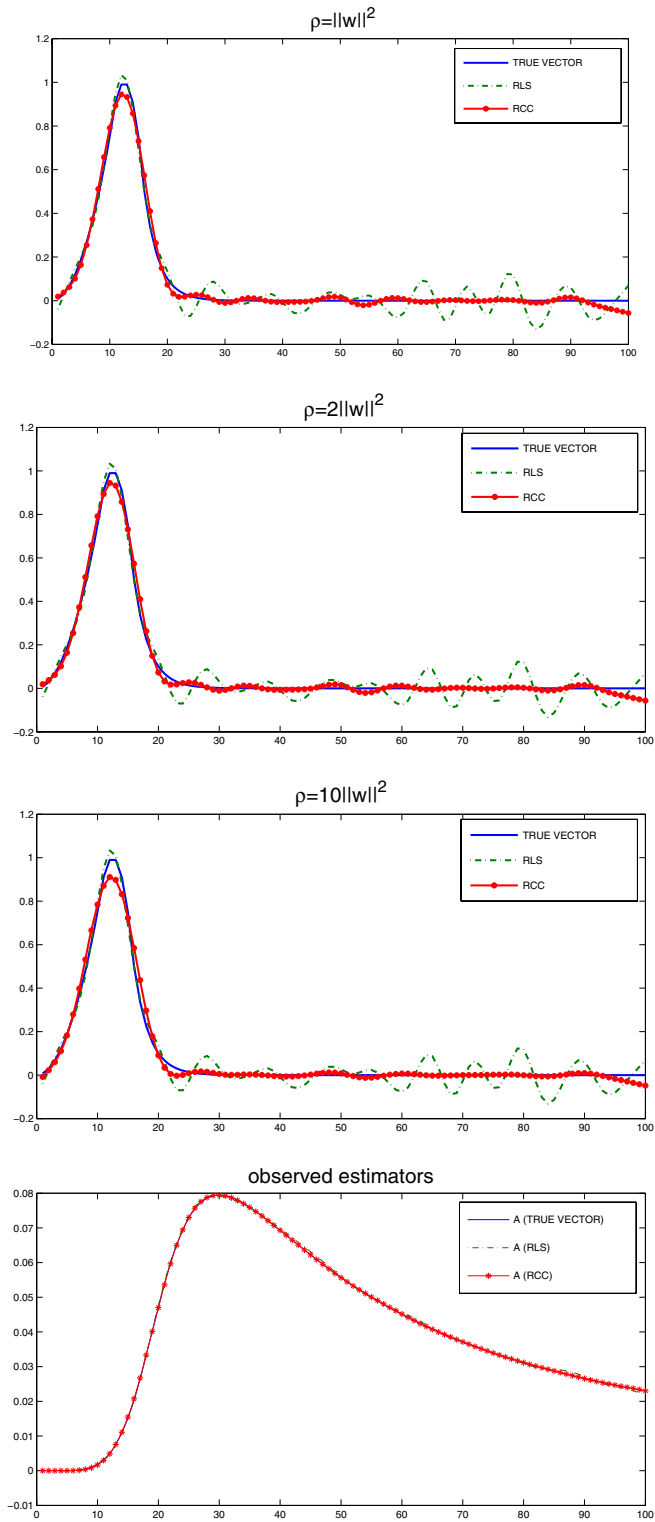 ρ=||w||²
1.2
1
0.8
0.6
0.4
0.2
0
−0.2
0 10 20 30 40 50 60 70 80 90 100
TRUE VECTOR
RLS
RCC
ρ=2||w||²
1.2
1
0.8
0.6
0.4
0.2
0
−0.2
0 10 20 30 40 50 60 70 80 90 100
TRUE VECTOR
RLS
RCC
ρ=10||w||²
1.2
1
0.8
0.6
0.4
0.2
0
−0.2
0 10 20 30 40 50 60 70 80 90 100
TRUE VECTOR
RLS
RCC
observed estimators
0.08
0.07
0.06
0.05
0.04
0.03
0.02
0.01
0
−0.01
0 10 20 30 40 50 60 70 80 90 100
A (TRUE VECTOR)
A (RLS)
A (RCC)